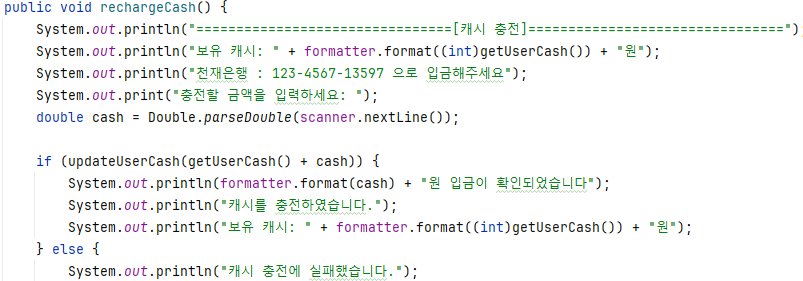 public void rechargeCash() {
System.out.println("================================[캐시 충전]================================");
System.out.println("보유 캐시: " + formatter.format((int)getUserCash()) + "원");
System.out.println("천재은행 : 123-4567-13597 으로 입금해주세요");
System.out.print("충전할 금액을 입력하세요: ");
double cash = Double.parseDouble(scanner.nextLine());
if (updateUserCash(getUserCash() + cash)) {
System.out.println(formatter.format(cash) + "원 입금이 확인되었습니다");
System.out.println("캐시를 충전하였습니다.");
System.out.println("보유 캐시: " + formatter.format((int)getUserCash()) + "원");
} else {
System.out.println("캐시 충전에 실패했습니다.");